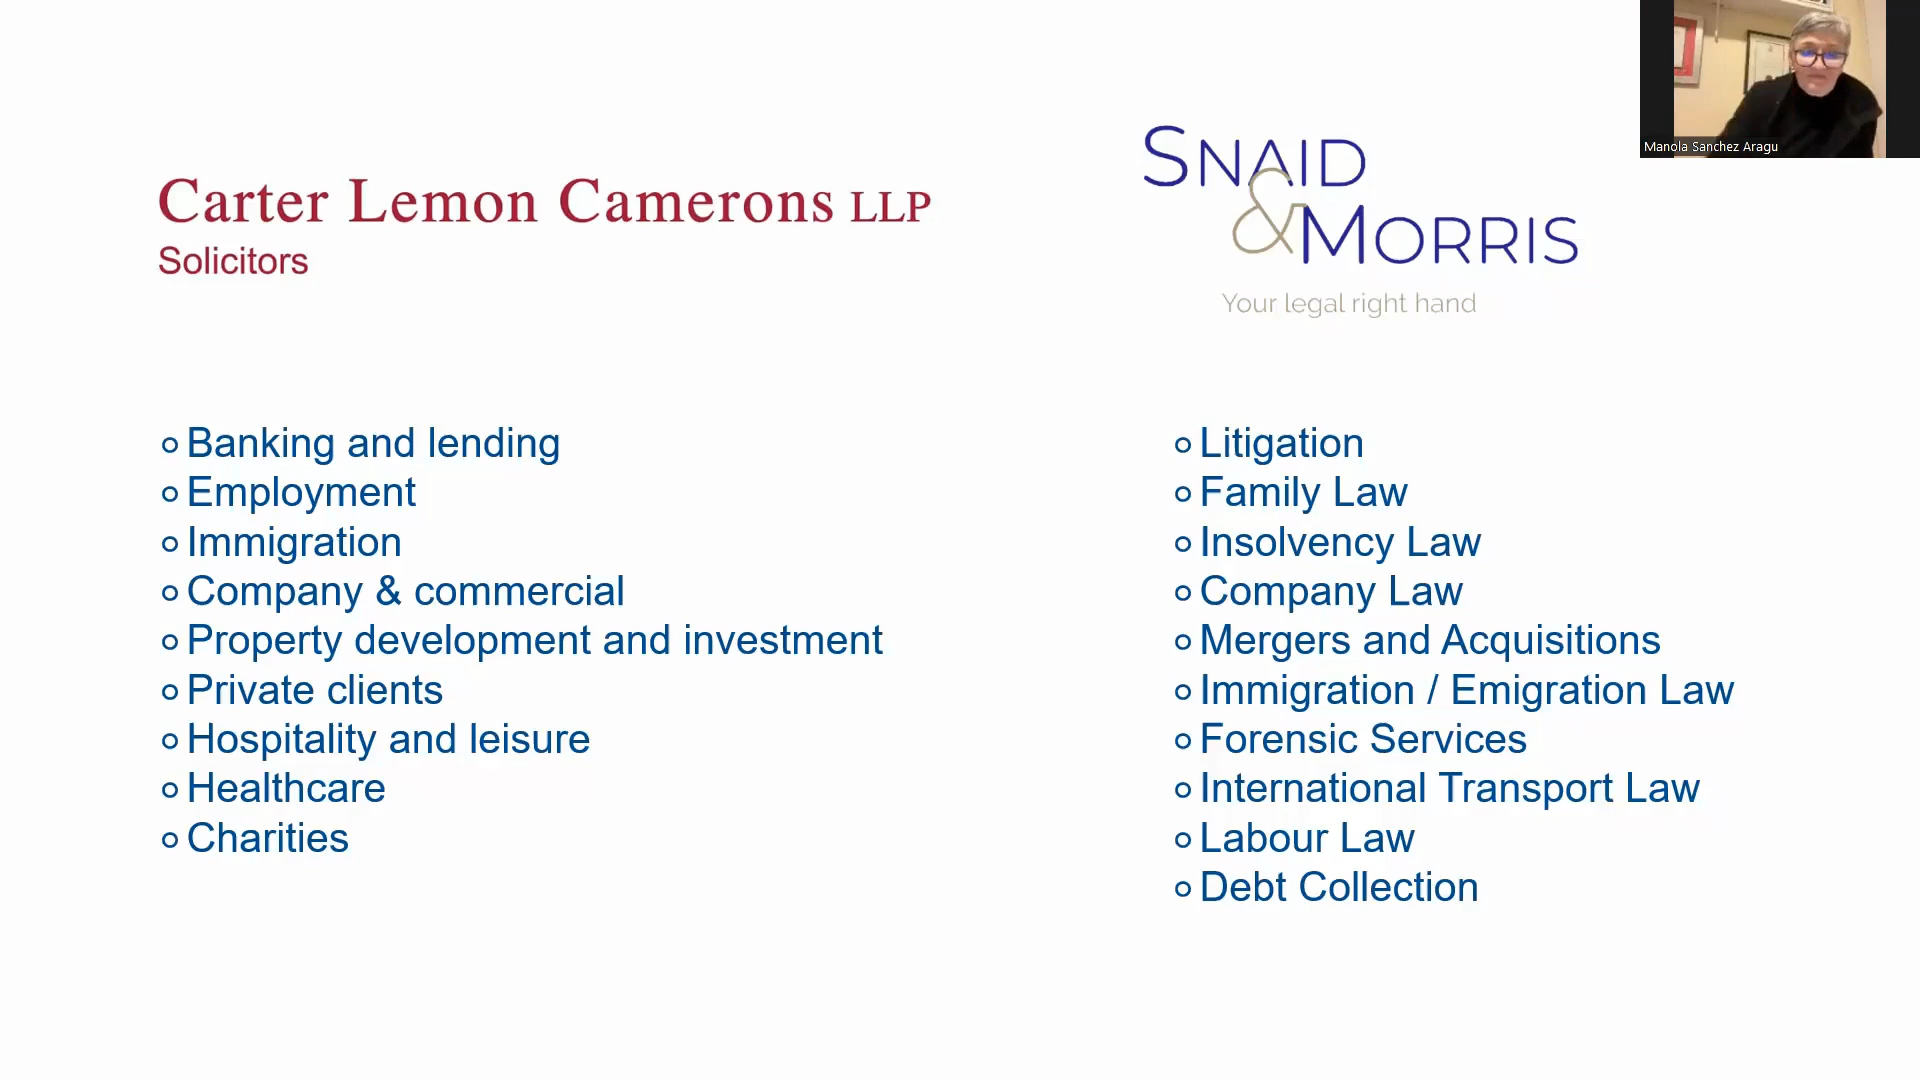 Carter Lemon Camerons LLP
Solicitors
Banking and lending
Employment
Immigration
Company & commercial
Property development and investment
Private clients
Hospitality and leisure
Healthcare
Charities
SNAID
& MORRIS
Your legal right hand
Litigation
Family Law
Insolvency Law
Company Law
Mergers and Acquisitions
Immigration / Emigration Law
Forensic Services
International Transport Law
Labour Law
Debt Collection
Manola Sanchez Aragu